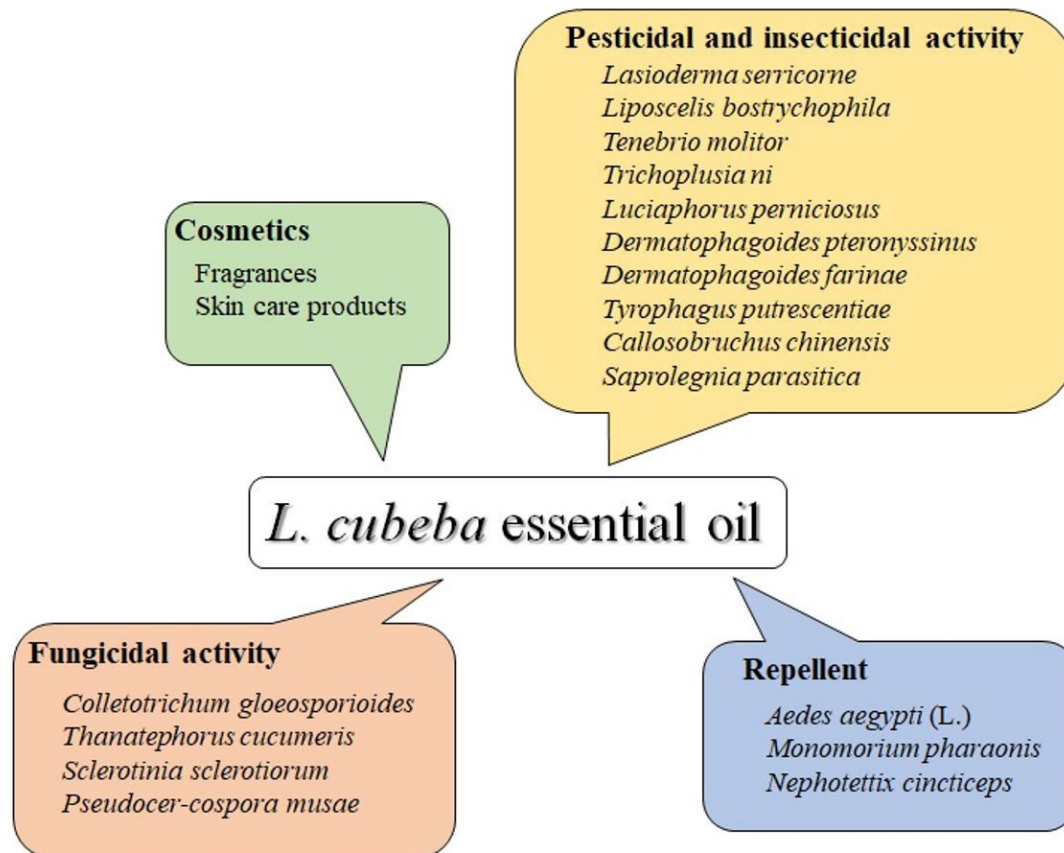 Pesticidal and insecticidal activity
Lasioderma serricorne
Liposcelis bostrychophila
Tenebrio molitor
Trichoplusia ni
Luciaphorus perniciosus
Dermatophagoides pteronyssinus
Dermatophagoides farinae
Tyrophagus putrescentiae
Callosobruchus chinensis
Saprolegnia parasitica
Cosmetics
Fragrances
Skin care products
L. cubeba essential oil
Fungicidal activity
Colletotrichum gloeosporioides
Thanatephorus cucumeris
Sclerotinia sclerotiorum
Pseudocer-cospora musae
Repellent
Aedes aegypti (L.)
Monomorium pharaonis
Nephotettix cincticeps